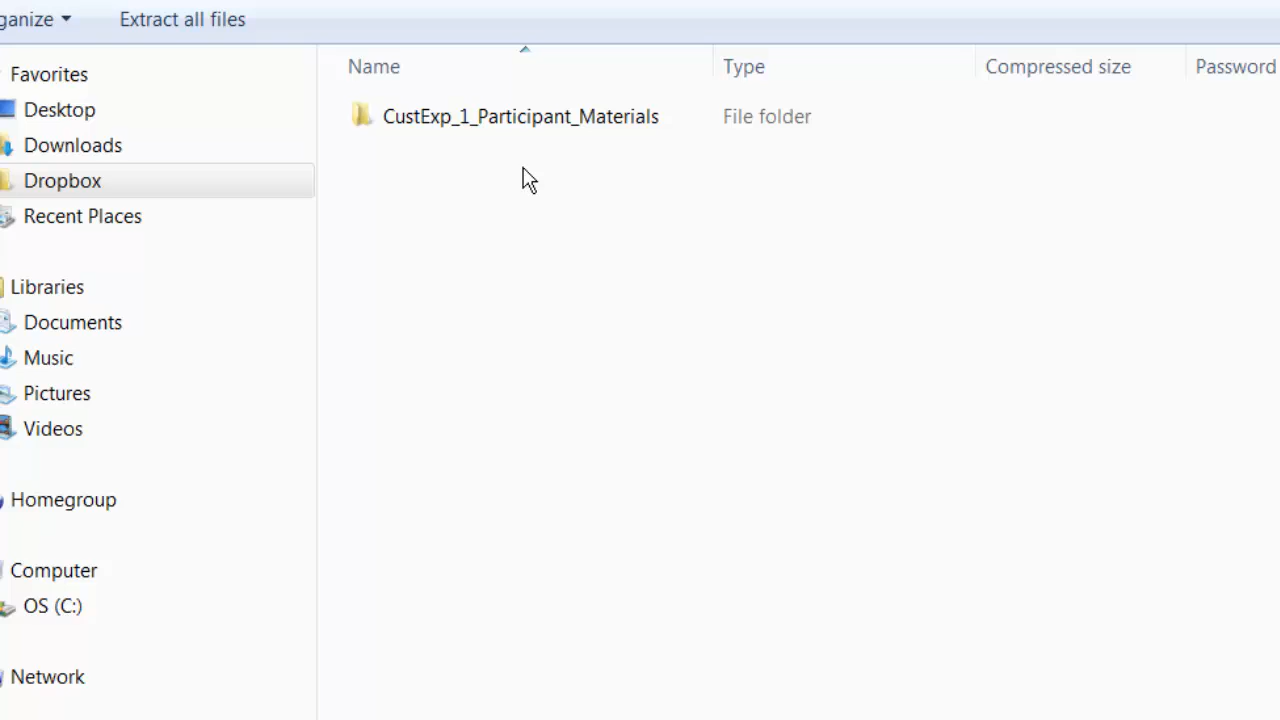 ganize Extract all files
Name Type Compressed size Password
Favorites
Desktop
Downloads
Dropbox
Recent Places
Libraries
Documents
Music
Pictures
Videos
Homegroup
Computer
OS (C:)
Network
CustExp_1_Participant_Materials File folder